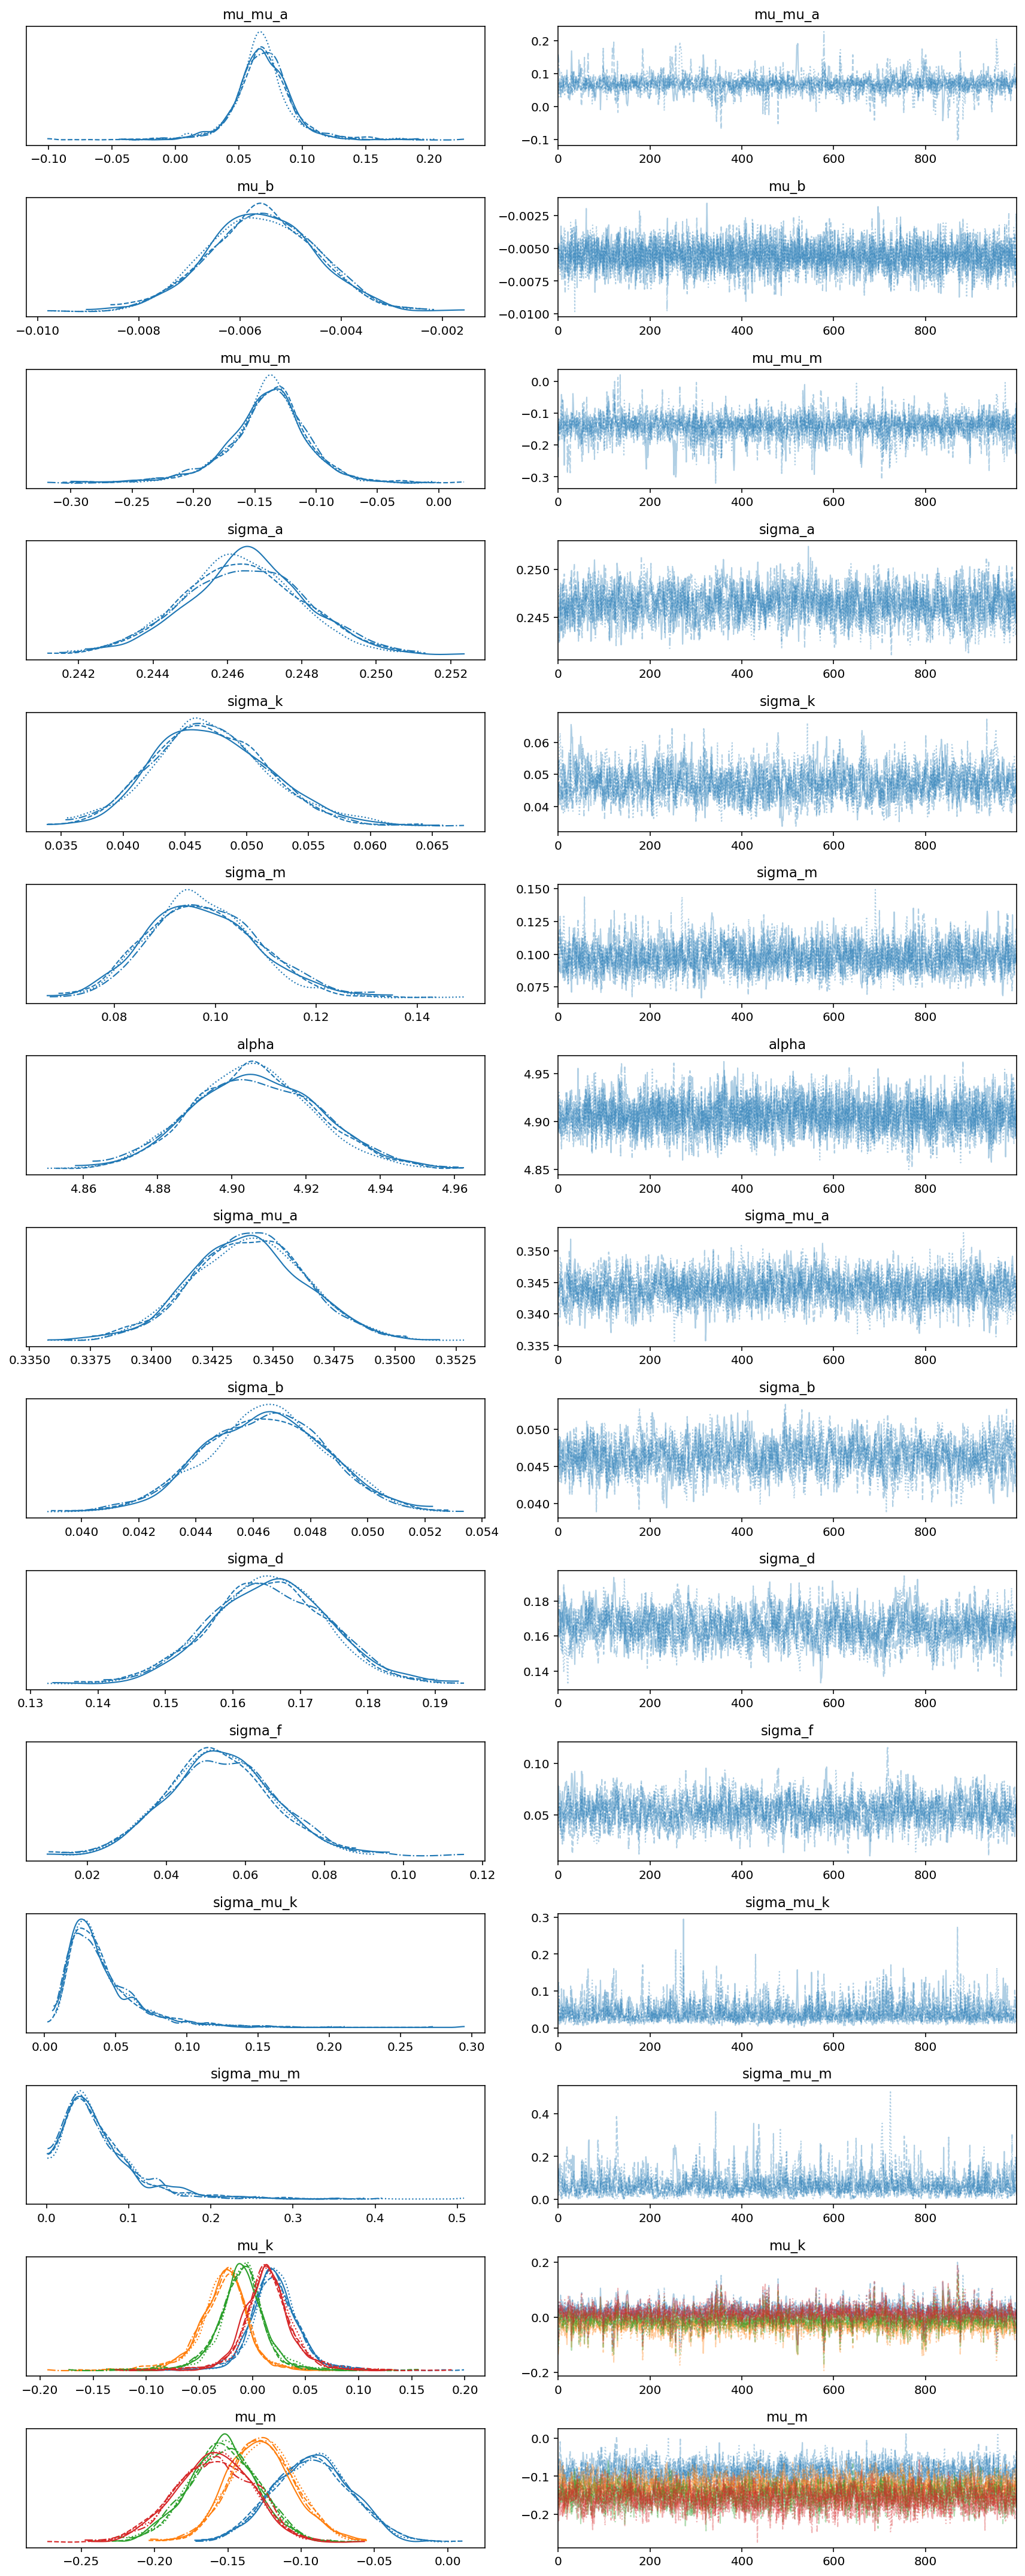 mu_mu_a mu_mu_a
0.2
0.1
0.0
−0.1
−0.10 −0.05 0.00 0.05 0.10 0.15 0.20 0 200 400 600 800
mu_b mu_b
−0.0025
−0.0050
−0.0075
−0.0100
−0.010 −0.008 −0.006 −0.004 −0.002 0 200 400 600 800
mu_mu_m mu_mu_m
0.0
−0.1
−0.2
−0.3
−0.30 −0.25 −0.20 −0.15 −0.10 −0.05 0.00 0 200 400 600 800
sigma_a sigma_a
0.250
0.245
0.242 0.244 0.246 0.248 0.250 0.252 0 200 400 600 800
sigma_k sigma_k
0.06
0.05
0.04
0.035 0.040 0.045 0.050 0.055 0.060 0.065 0 200 400 600 800
sigma_m sigma_m
0.150
0.125
0.100
0.075
0.08 0.10 0.12 0.14 0 200 400 600 800
alpha alpha
4.95
4.90
4.85
4.86 4.88 4.90 4.92 4.94 4.96 0 200 400 600 800
sigma_mu_a sigma_mu_a
0.350
0.345
0.340
0.335
0.3350 0.3375 0.3400 0.3425 0.3450 0.3475 0.3500 0.3525 0 200 400 600 800
sigma_b sigma_b
0.050
0.045
0.040
0.040 0.042 0.044 0.046 0.048 0.050 0.052 0.054 0 200 400 600 800
sigma_d sigma_d
0.18
0.16
0.14
0.13 0.14 0.15 0.16 0.17 0.18 0.19 0 200 400 600 800
sigma_f sigma_f
0.10
0.05
0.02 0.04 0.06 0.08 0.10 0.12 0 200 400 600 800
sigma_mu_k sigma_mu_k
0.3
0.2
0.1
0.0
0.00 0.05 0.10 0.15 0.20 0.25 0.30 0 200 400 600 800
sigma_mu_m sigma_mu_m
0.4
0.2
0.0
0.0 0.1 0.2 0.3 0.4 0.5 0 200 400 600 800
mu_k mu_k
0.2
0.0
−0.2
−0.20 −0.15 −0.10 −0.05 0.00 0.05 0.10 0.15 0.20 0 200 400 600 800
mu_m mu_m
0.0
−0.1
−0.2
−0.25 −0.20 −0.15 −0.10 −0.05 0.00 0 200 400 600 800